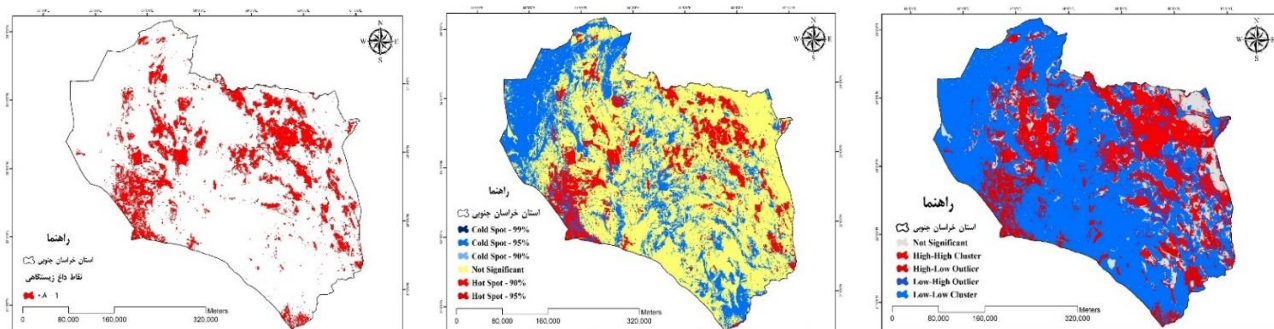 N
W E
S
راهنما
استان خراسان جنوبی
نقاط داغ زیستگاهی
۰.۸ - ۱
Meters
0 80,000 160,000 320,000
N
W E
S
راهنما
استان خراسان جنوبی
Cold Spot - 99%
Cold Spot - 95%
Cold Spot - 90%
Not Significant
Hot Spot - 90%
Hot Spot - 95%
Meters
0 80,000 160,000 320,000
N
W E
S
راهنما
استان خراسان جنوبی
Not Significant
High-High Cluster
High-Low Outlier
Low-High Outlier
Low-Low Cluster
Meters
0 80,000 160,000 320,000